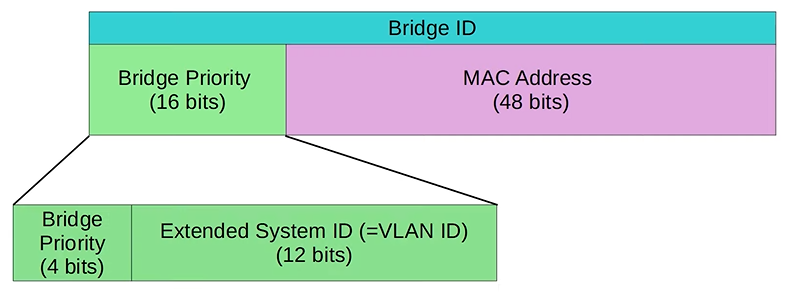 Bridge ID
Bridge Priority
(16 bits)
MAC Address
(48 bits)
Bridge
Priority
(4 bits)
Extended System ID (=VLAN ID)
(12 bits)